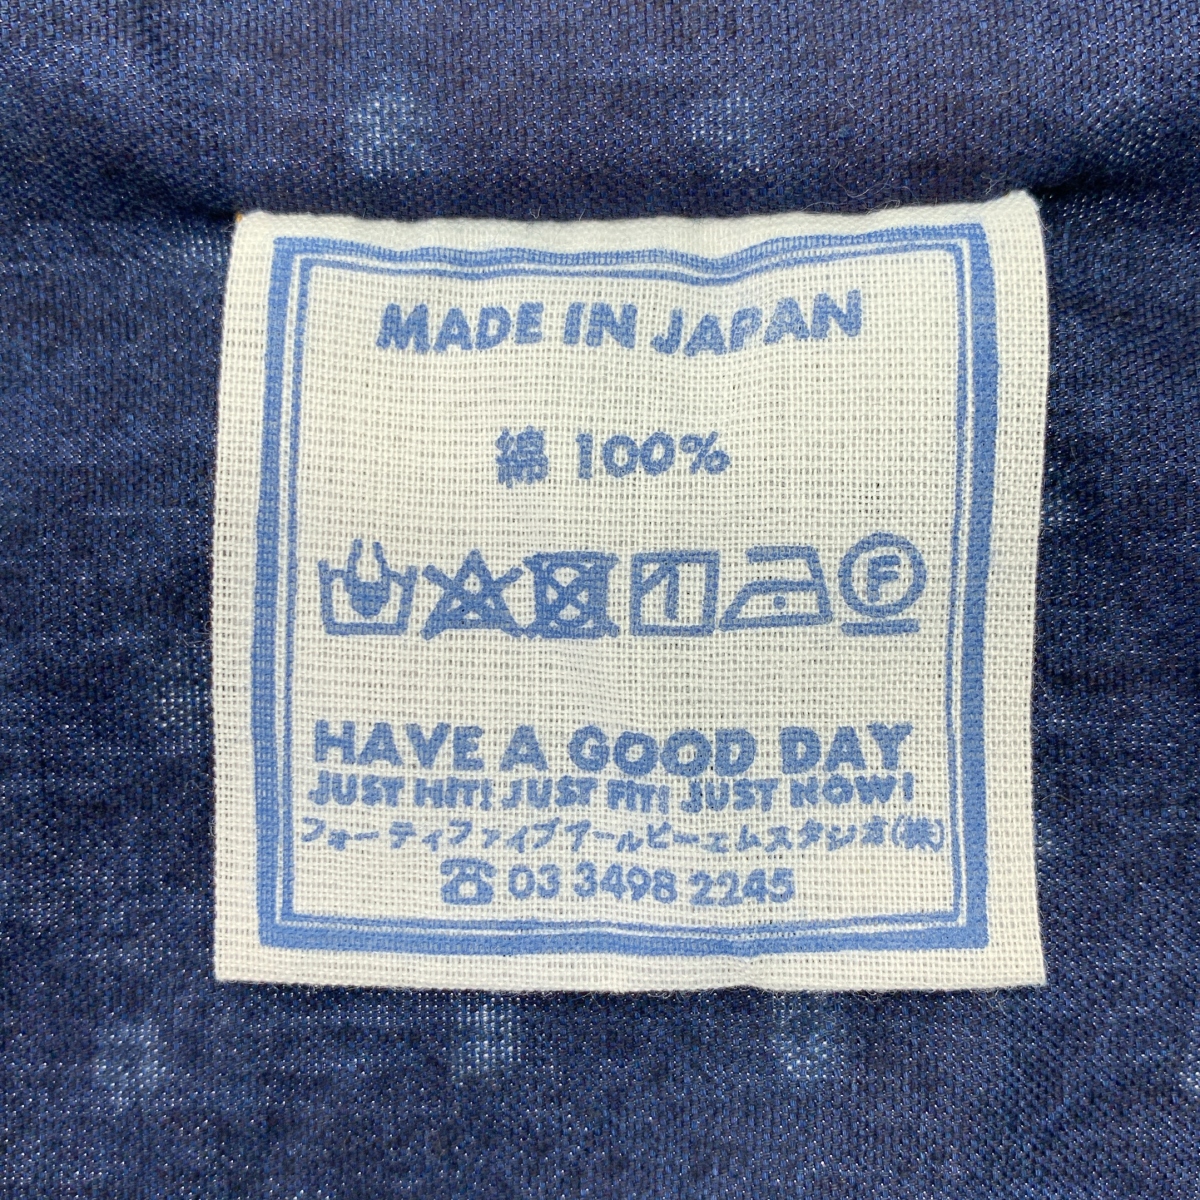 MADE IN JAPAN
綿 100%
F
HAVE A GOOD DAY
JUST HIT! JUST FIT! JUST NOW!
フォーティファイブアールピーエムスタジオ(株)
☎ 03 3498 2245